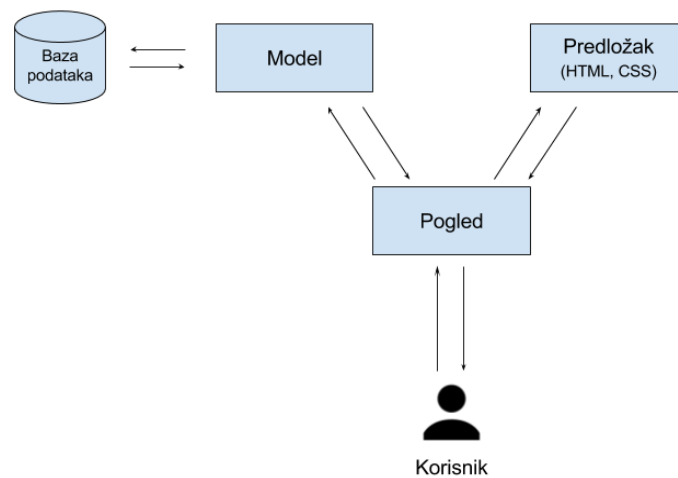 Baza
podataka
Model
Predložak
(HTML, CSS)
Pogled
Korisnik